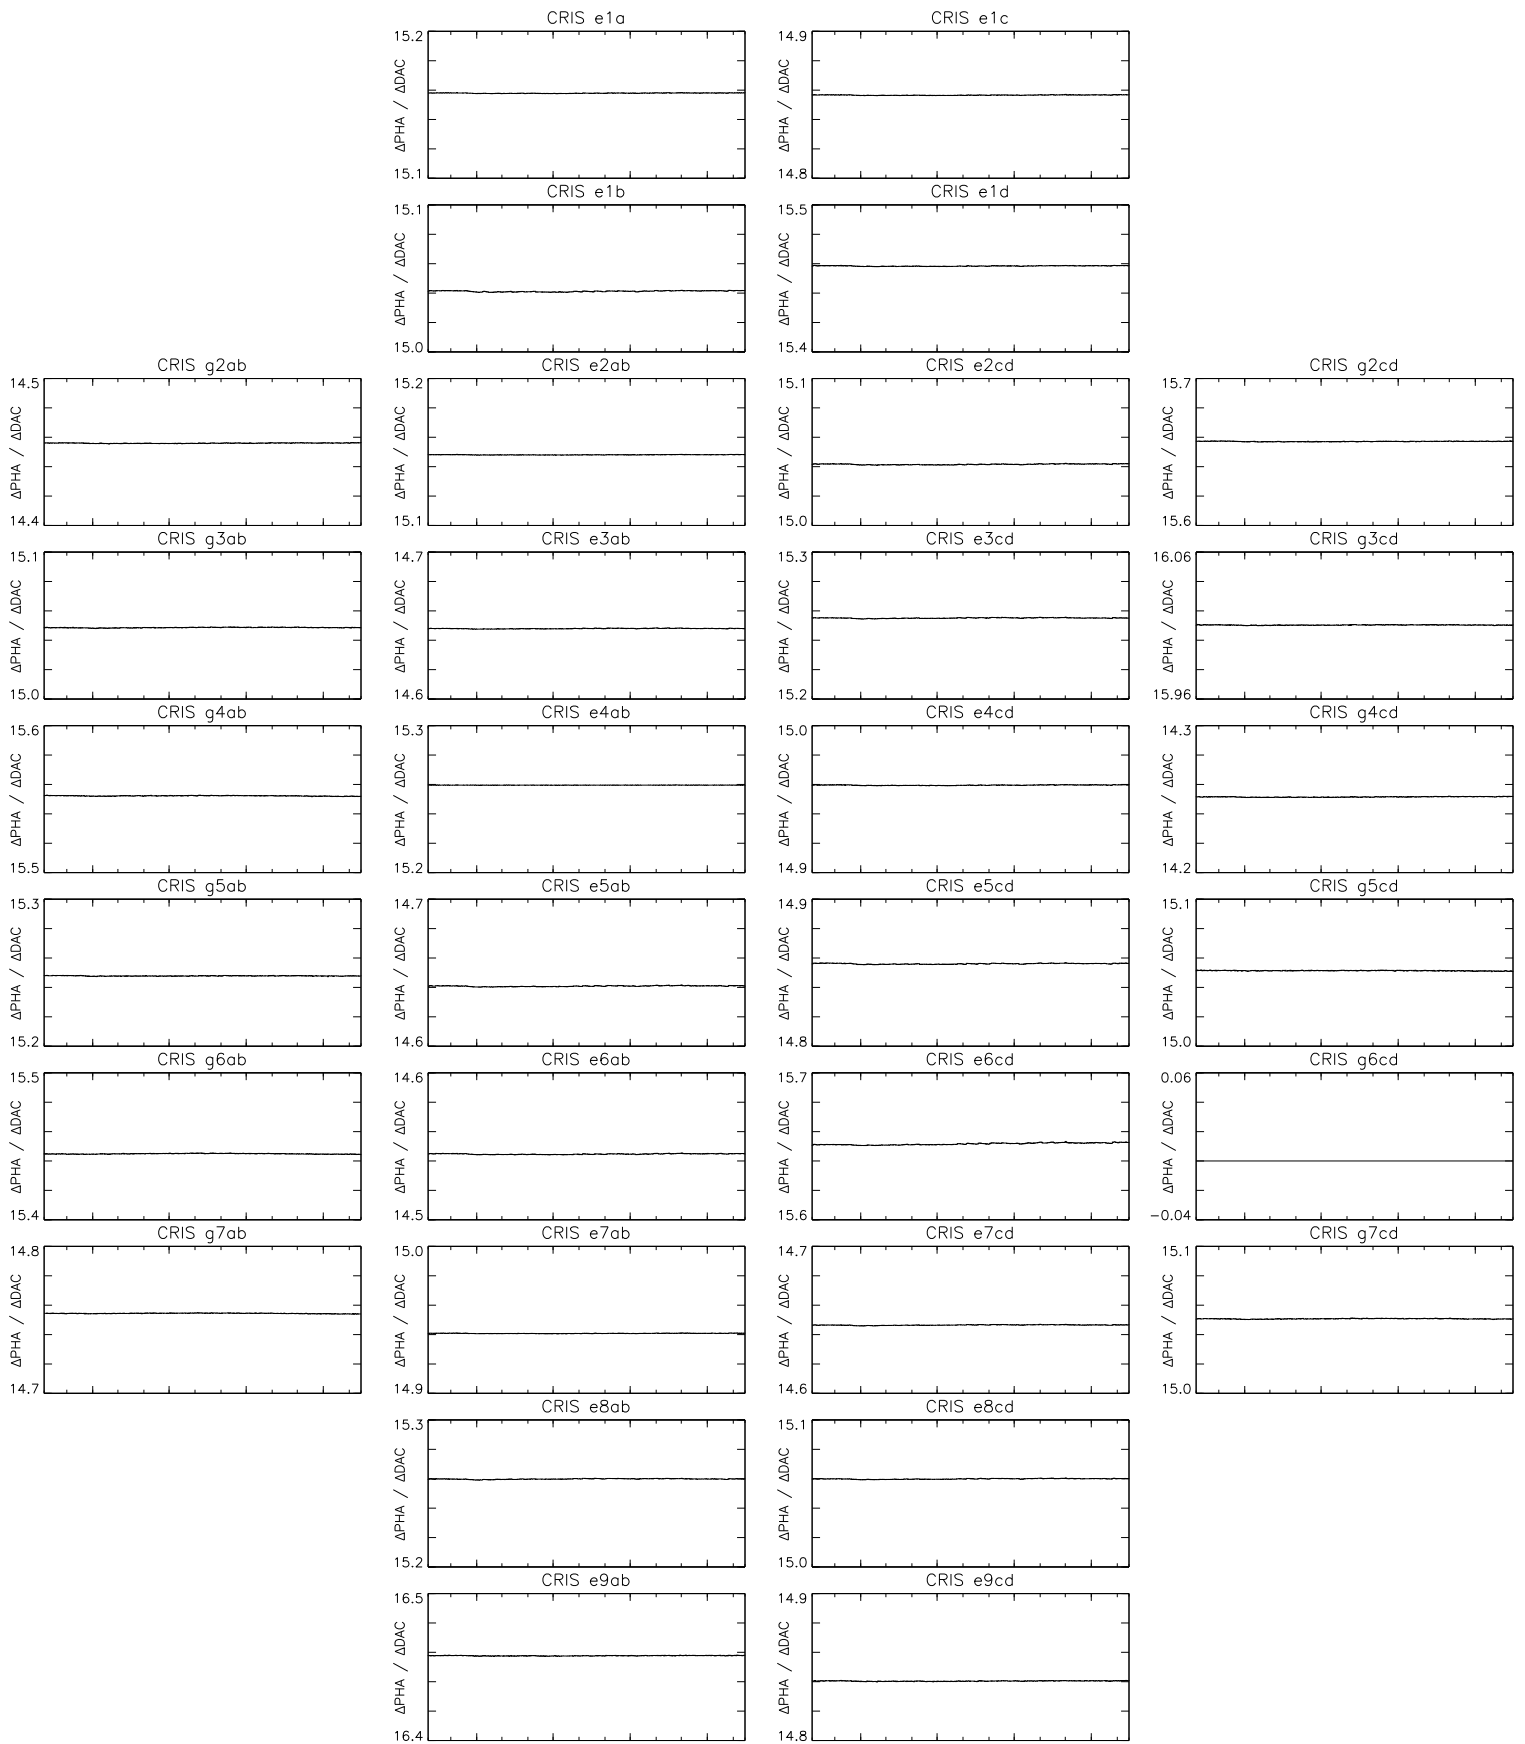 CRIS e1a
CRIS e1c
15.2
ΔPHA / ΔDAC
15.1
14.9
ΔPHA / ΔDAC
14.8
CRIS e1b
CRIS e1d
15.1
ΔPHA / ΔDAC
15.0
15.5
ΔPHA / ΔDAC
15.4
CRIS g2ab
CRIS e2ab
CRIS e2cd
CRIS g2cd
14.5
ΔPHA / ΔDAC
14.4
15.2
ΔPHA / ΔDAC
15.1
15.1
ΔPHA / ΔDAC
15.0
15.7
ΔPHA / ΔDAC
15.6
CRIS g3ab
CRIS e3ab
CRIS e3cd
CRIS g3cd
15.1
ΔPHA / ΔDAC
15.0
14.7
ΔPHA / ΔDAC
14.6
15.3
ΔPHA / ΔDAC
15.2
16.06
ΔPHA / ΔDAC
15.96
CRIS g4ab
CRIS e4ab
CRIS e4cd
CRIS g4cd
15.6
ΔPHA / ΔDAC
15.5
15.3
ΔPHA / ΔDAC
15.2
15.0
ΔPHA / ΔDAC
14.9
14.3
ΔPHA / ΔDAC
14.2
CRIS g5ab
CRIS e5ab
CRIS e5cd
CRIS g5cd
15.3
ΔPHA / ΔDAC
15.2
14.7
ΔPHA / ΔDAC
14.6
14.9
ΔPHA / ΔDAC
14.8
15.1
ΔPHA / ΔDAC
15.0
CRIS g6ab
CRIS e6ab
CRIS e6cd
CRIS g6cd
15.5
ΔPHA / ΔDAC
15.4
14.6
ΔPHA / ΔDAC
14.5
15.7
ΔPHA / ΔDAC
15.6
0.06
ΔPHA / ΔDAC
−0.04
CRIS g7ab
CRIS e7ab
CRIS e7cd
CRIS g7cd
14.8
ΔPHA / ΔDAC
14.7
15.0
ΔPHA / ΔDAC
14.9
14.7
ΔPHA / ΔDAC
14.6
15.1
ΔPHA / ΔDAC
15.0
CRIS e8ab
CRIS e8cd
15.3
ΔPHA / ΔDAC
15.2
15.1
ΔPHA / ΔDAC
15.0
CRIS e9ab
CRIS e9cd
16.5
ΔPHA / ΔDAC
16.4
14.9
ΔPHA / ΔDAC
14.8